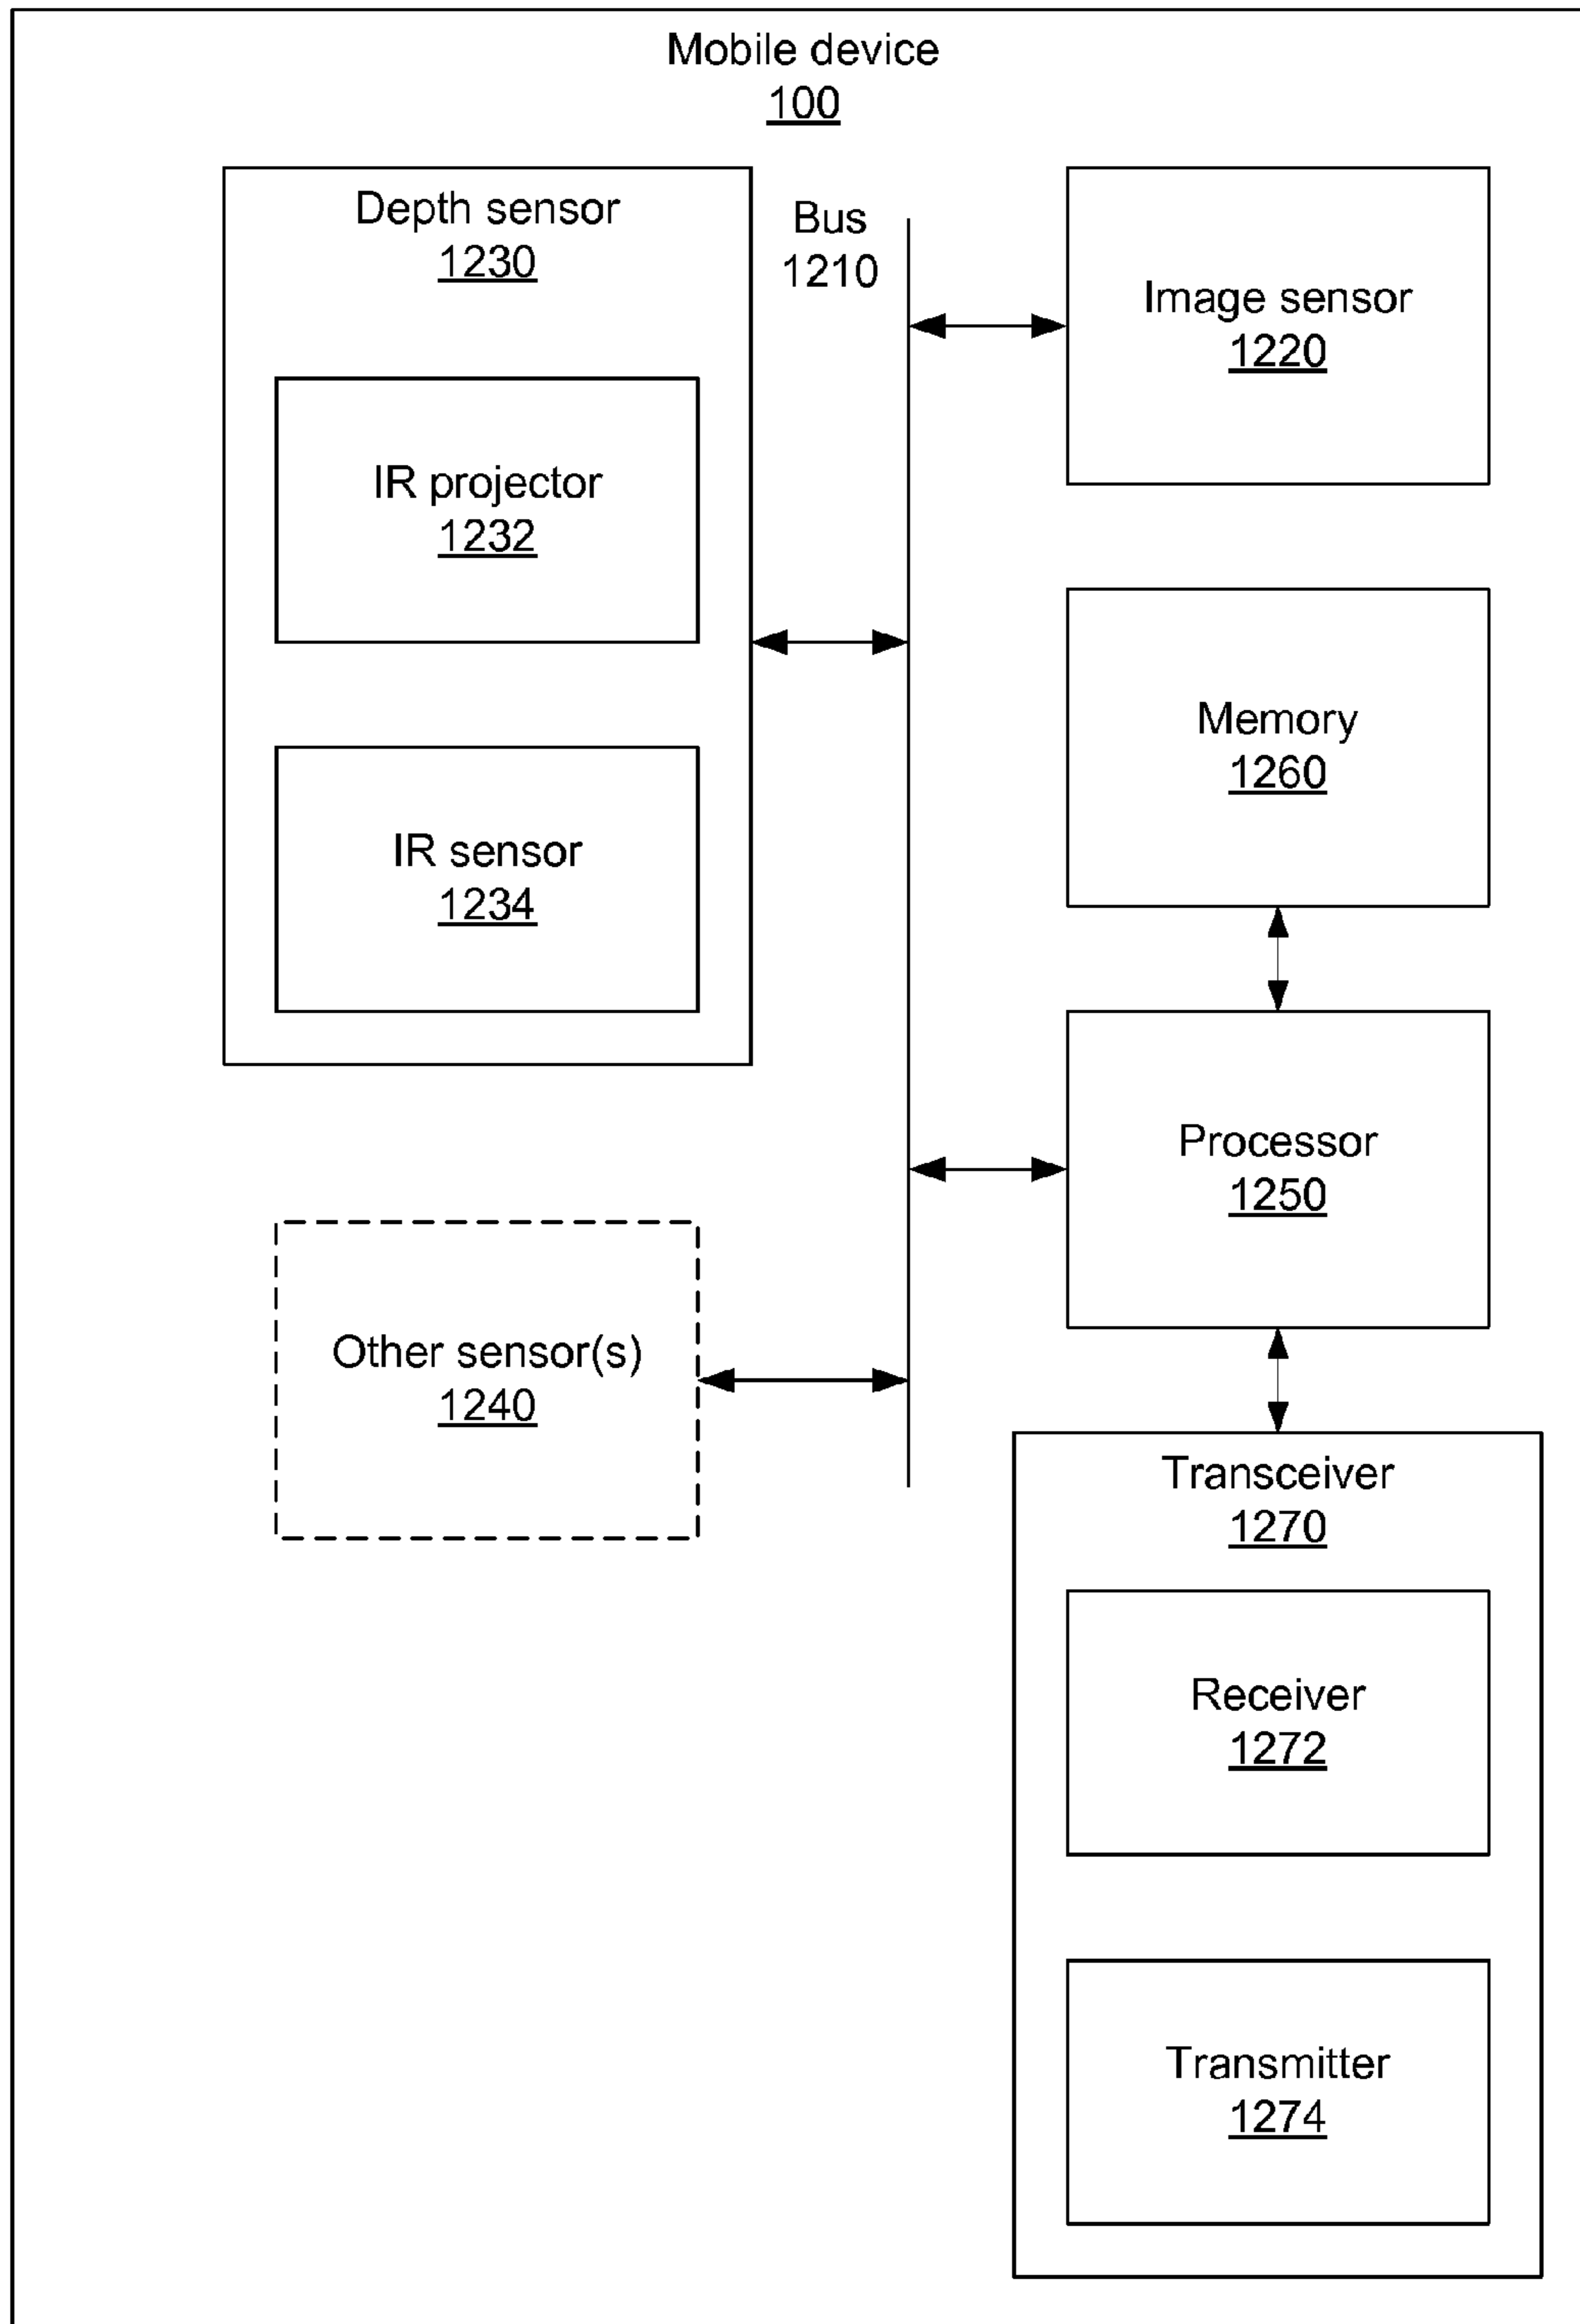 Mobile device
100
Depth sensor
1230
IR projector
1232
IR sensor
1234
Other sensor(s)
1240
Bus
1210
Image sensor
1220
Memory
1260
Processor
1250
Transceiver
1270
Receiver
1272
Transmitter
1274